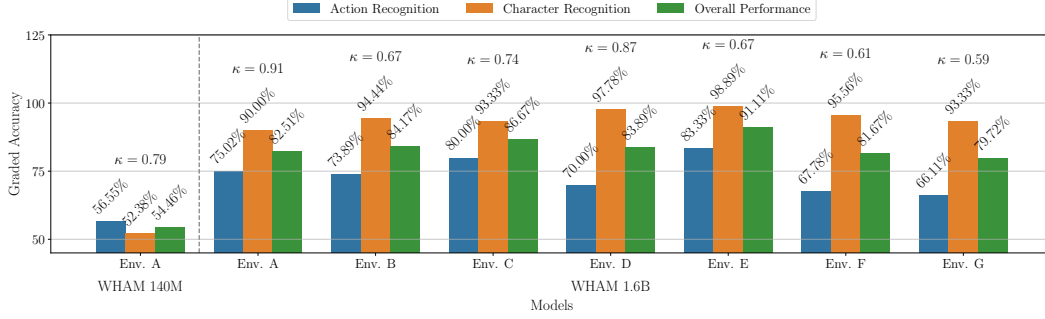 Action Recognition Character Recognition Overall Performance
Graded Accuracy
125
100
75
50
κ = 0.79
56.55%
52.38%
54.46%
κ = 0.91
75.02%
90.00%
82.51%
κ = 0.67
73.89%
94.44%
84.17%
κ = 0.74
80.00%
93.33%
86.67%
κ = 0.87
70.00%
97.78%
83.89%
κ = 0.67
83.33%
98.89%
91.11%
κ = 0.61
67.78%
95.56%
81.67%
κ = 0.59
66.11%
93.33%
79.72%
Env. A Env. A Env. B Env. C Env. D Env. E Env. F Env. G
WHAM 140M WHAM 1.6B
Models